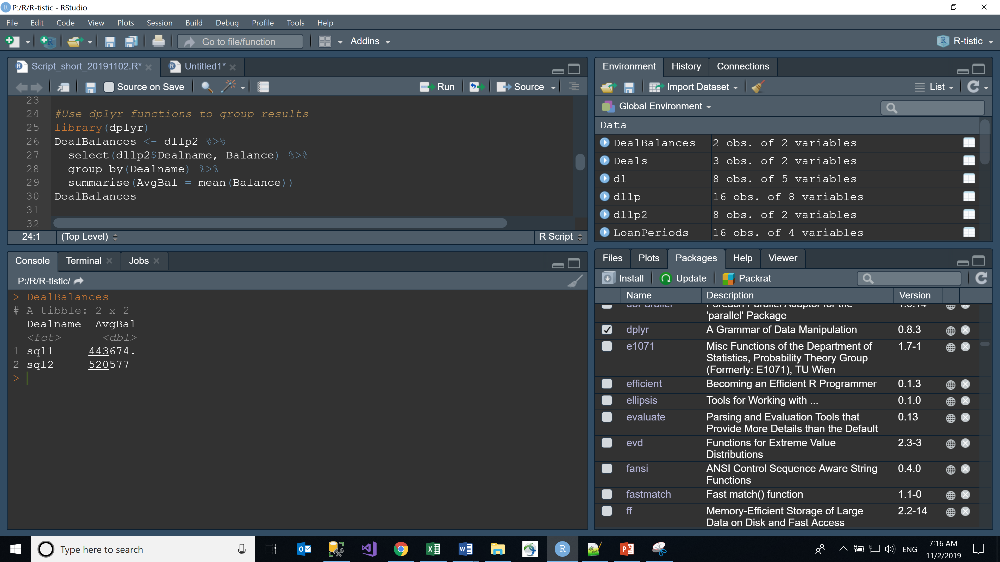 P:/R/R-tistic - RStudio
File Edit Code View Plots Session Build Debug Profile Tools Help
Go to file/function Addins R-tistic
Script_short_20191102.R* Untitled1*
Source on Save Run Source
23
24 #Use dplyr functions to group results
25 library(dplyr)
26 DealBalances <- dllp2 %>%
27 select(dllp2$Dealname, Balance) %>%
28 group_by(Dealname) %>%
29 summarise(AvgBal = mean(Balance))
30 DealBalances
31
32
24:1 (Top Level) R Script
Console Terminal Jobs
P:/R/R-tistic/
> DealBalances
# A tibble: 2 x 2
Dealname AvgBal
<fct> <dbl>
1 sql1 443674.
2 sql2 520577
>
Environment History Connections
Import Dataset List
Global Environment
Data
DealBalances 2 obs. of 2 variables
Deals 3 obs. of 2 variables
dl 8 obs. of 5 variables
dllp 16 obs. of 8 variables
dllp2 8 obs. of 2 variables
LoanPeriods 16 obs. of 4 variables
Files Plots Packages Help Viewer
Install Update Packrat
Name Description Version
doParallel Foreach Parallel Adaptor for the 1.0.14
'parallel' Package
dplyr A Grammar of Data Manipulation 0.8.3
e1071 Misc Functions of the Department of 1.7-1
Statistics, Probability Theory Group
(Formerly: E1071), TU Wien
efficient Becoming an Efficient R Programmer 0.1.3
ellipsis Tools for Working with ... 0.1.0
evaluate Parsing and Evaluation Tools that 0.13
Provide More Details than the Default
evd Functions for Extreme Value 2.3-3
Distributions
fansi ANSI Control Sequence Aware String 0.4.0
Functions
fastmatch Fast match() function 1.1-0
ff Memory-Efficient Storage of Large 2.2-14
Data on Disk and Fast Access
Type here to search
ENG
7:16 AM
11/2/2019